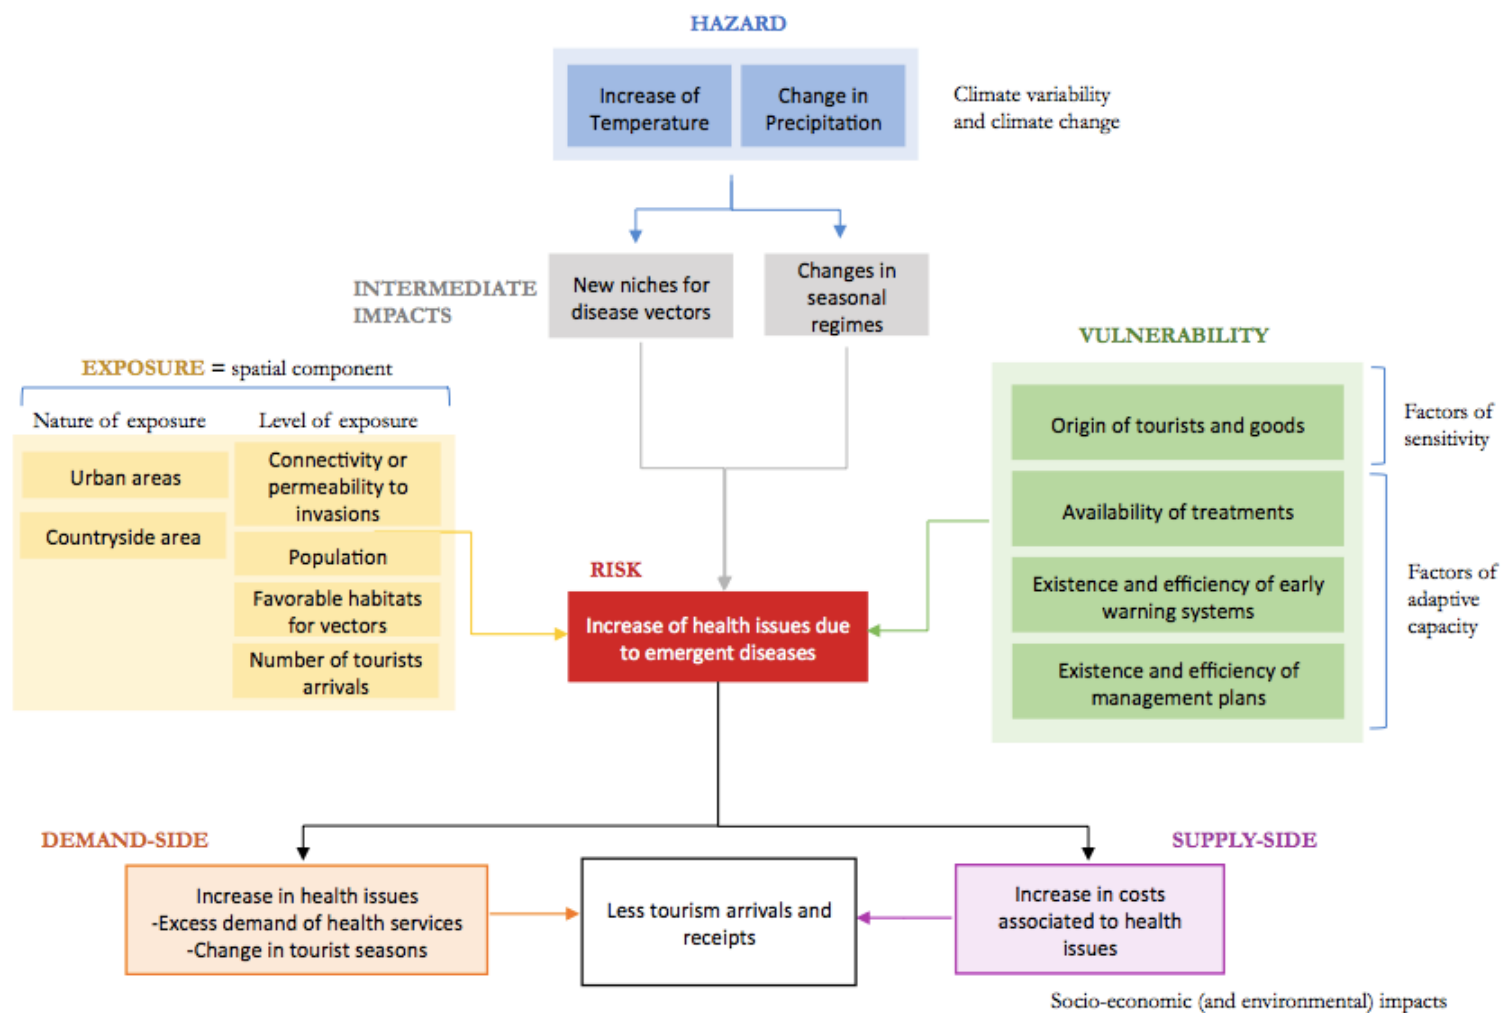 HAZARD
Increase of
Temperature
Change in
Precipitation
Climate variability
and climate change
INTERMEDIATE
IMPACTS
New niches for
disease vectors
Changes in
seasonal
regimes
EXPOSURE = spatial component
Nature of exposure
Level of exposure
Urban areas
Countryside area
Connectivity or
permeability to
invasions
Population
Favorable habitats
for vectors
Number of tourists
arrivals
VULNERABILITY
Origin of tourists and goods
Availability of treatments
Existence and efficiency of early
warning systems
Existence and efficiency of
management plans
Factors of
sensitivity
Factors of
adaptive
capacity
RISK
Increase of health issues due
to emergent diseases
DEMAND-SIDE
Increase in health issues
-Excess demand of health services
-Change in tourist seasons
Less tourism arrivals and
receipts
SUPPLY-SIDE
Increase in costs
associated to health
issues
Socio-economic (and environmental) impacts